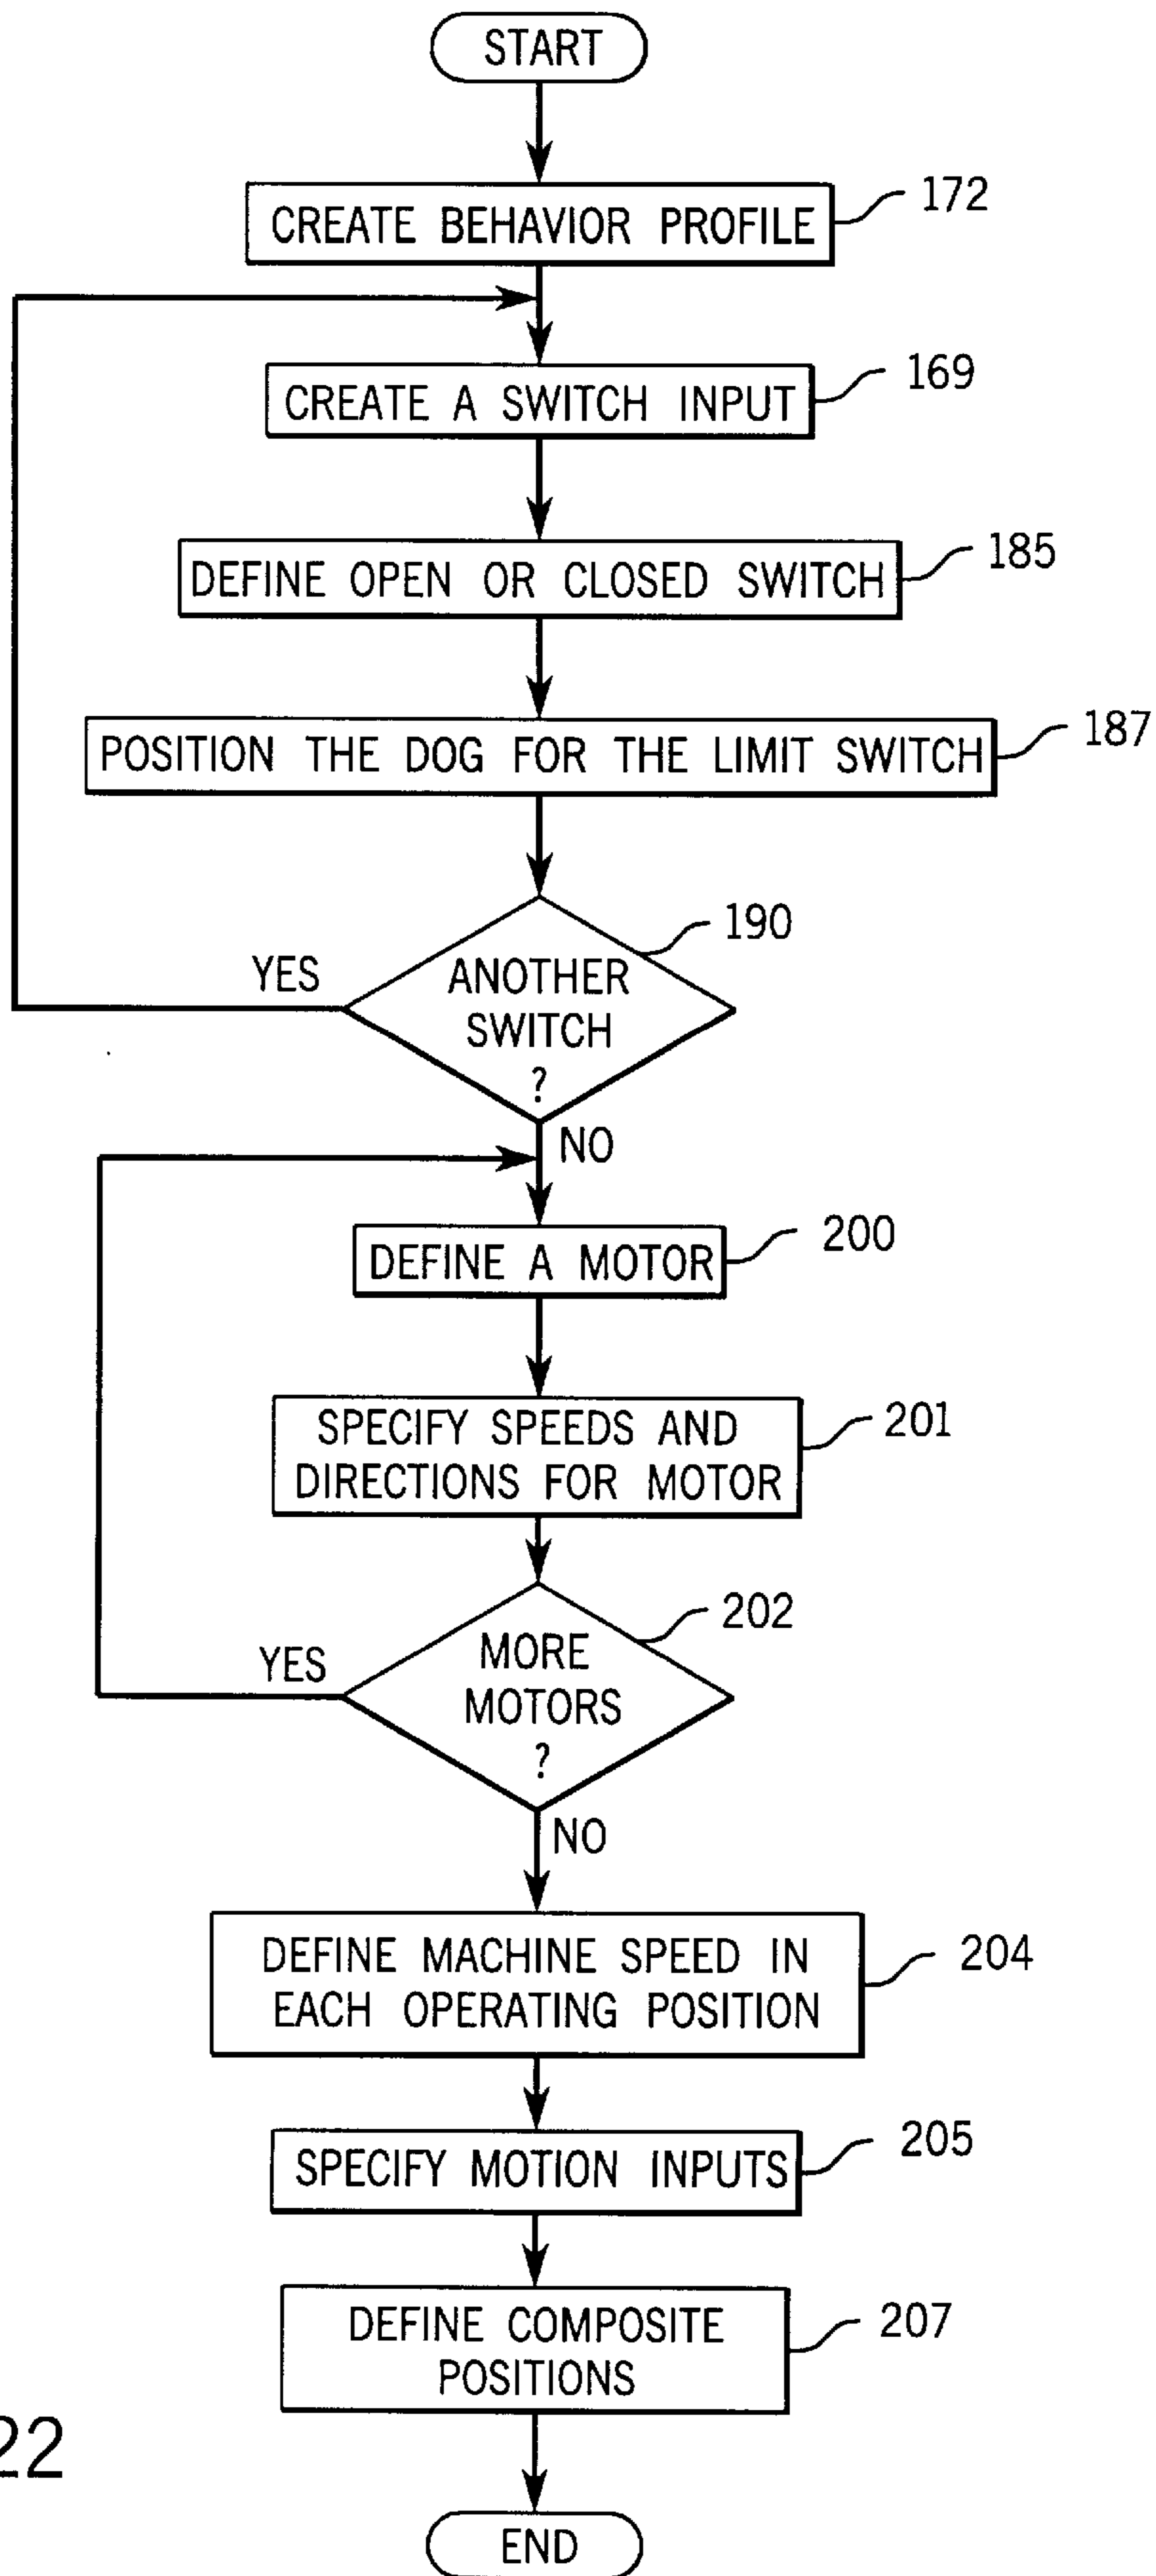 START
CREATE BEHAVIOR PROFILE
172
CREATE A SWITCH INPUT
169
DEFINE OPEN OR CLOSED SWITCH
185
POSITION THE DOG FOR THE LIMIT SWITCH
187
190
YES
ANOTHER
SWITCH
?
NO
DEFINE A MOTOR
200
SPECIFY SPEEDS AND
DIRECTIONS FOR MOTOR
201
202
YES
MORE
MOTORS
?
NO
DEFINE MACHINE SPEED IN
EACH OPERATING POSITION
204
SPECIFY MOTION INPUTS
205
DEFINE COMPOSITE
POSITIONS
207
22
END